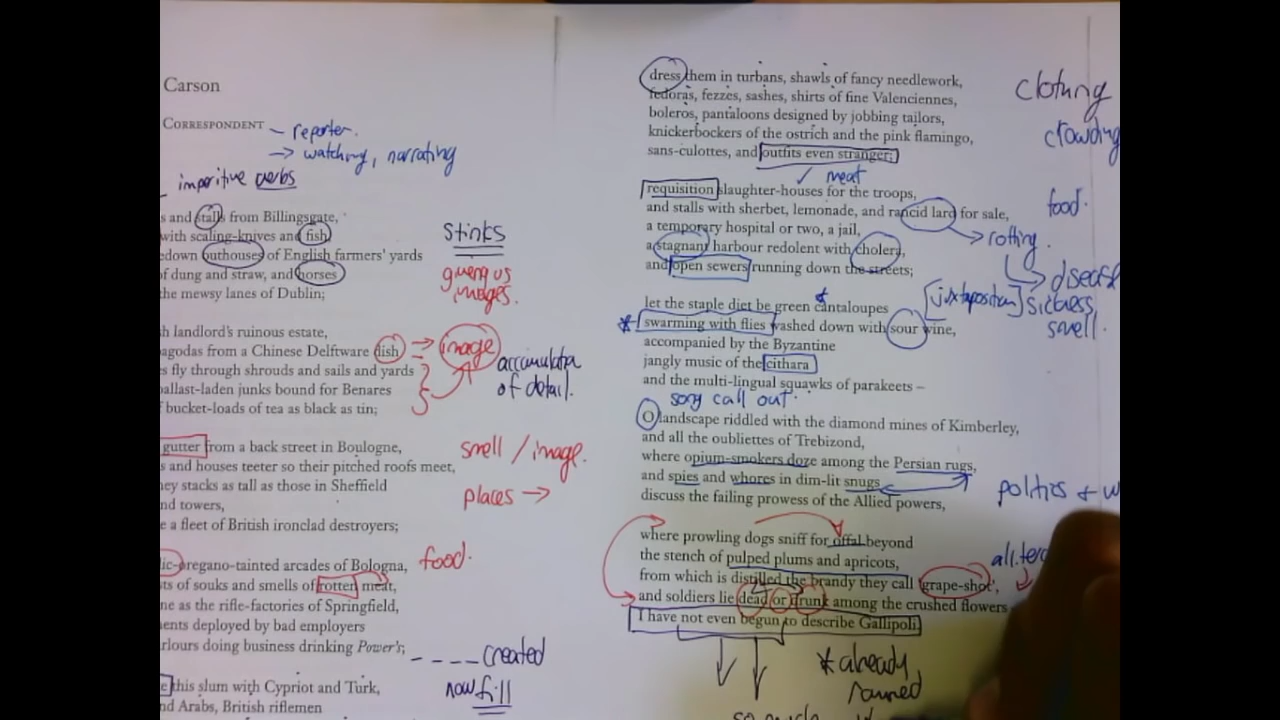 Carson
CORRESPONDENT
– reporter.
→ watching, narrating
– imperitive verbs
s and stalls from Billingsgate,
with scaling-knives and fish,
edown outhouses of English farmers' yards
f dung and straw, and horses
the mewsy lanes of Dublin;
stinks
images.
h landlord's ruinous estate,
agodas from a Chinese Delftware dish
s fly through shrouds and sails and yards
ballast-laden junks bound for Benares
f bucket-loads of tea as black as tin;
→ image
of detail.
gutter from a back street in Boulogne,
s and houses teeter so their pitched roofs meet,
ney stacks as tall as those in Sheffield
nd towers,
e a fleet of British ironclad destroyers;
smell / image.
places →
lic-oregano-tainted arcades of Bologna,
ts of souks and smells of rotten meat,
ne as the rifle-factories of Springfield,
ents deployed by bad employers
rlours doing business drinking Power's;
food.
– – – – created
now fill
e this slum with Cypriot and Turk,
nd Arabs, British riflemen
dress them in turbans, shawls of fancy needlework,
fedoras, fezzes, sashes, shirts of fine Valenciennes,
boleros, pantaloons designed by jobbing tailors,
knickerbockers of the ostrich and the pink flamingo,
sans-culottes, and outfits even stranger;
clothing
crowding
✓ meat
requisition slaughter-houses for the troops,
and stalls with sherbet, lemonade, and rancid lard for sale,
a temporary hospital or two, a jail,
a stagnant harbour redolent with cholera,
and open sewers running down the streets;
food.
→ rotting.
disease
[juxtaposition] sickness
smell.
let the staple diet be green cantaloupes
* swarming with flies washed down with sour wine,
accompanied by the Byzantine
jangly music of the cithara
and the multi-lingual squawks of parakeets –
song call out.
O landscape riddled with the diamond mines of Kimberley,
and all the oubliettes of Trebizond,
where opium-smokers doze among the Persian rugs,
and spies and whores in dim-lit snugs
discuss the failing prowess of the Allied powers,
politics + w
where prowling dogs sniff for offal beyond
the stench of pulped plums and apricots,
from which is distilled the brandy they call 'grape-shot',
and soldiers lie dead or drunk among the crushed flowers
I have not even begun to describe Gallipoli.
allitera
* already
so much